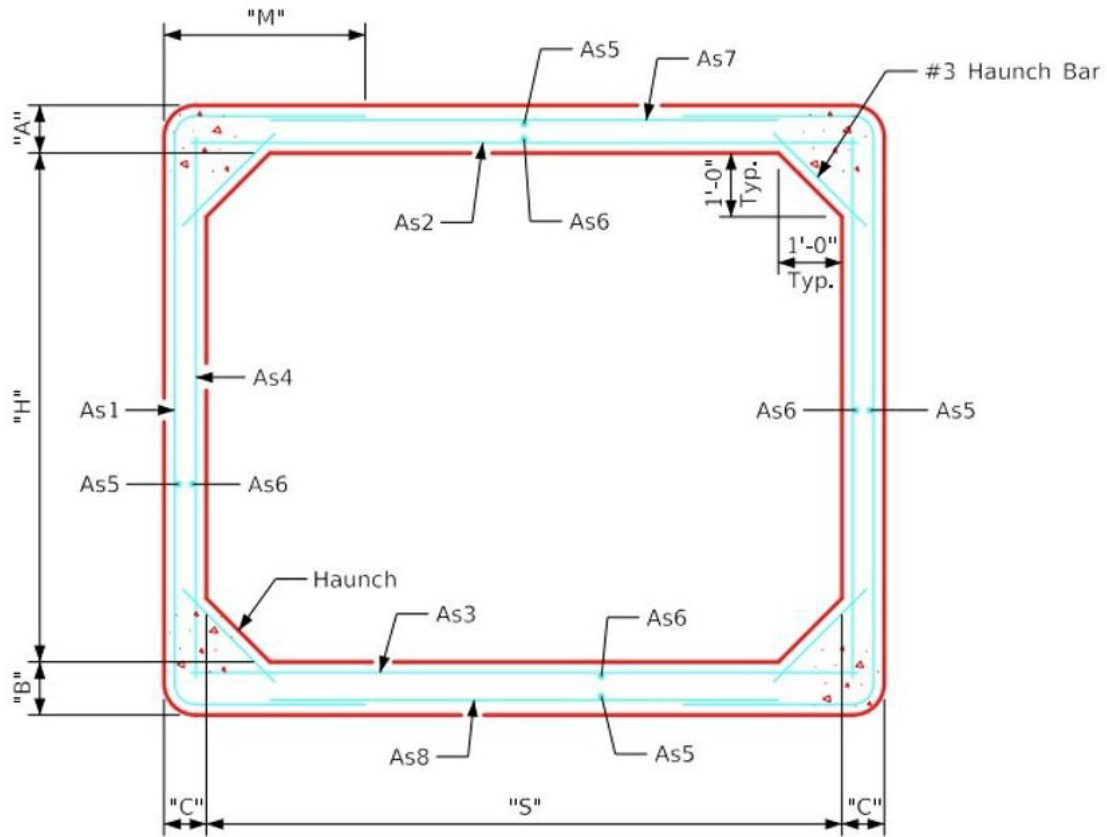 "M"
As5
As7
#3 Haunch Bar
"A"
1'-0"
Typ.
As2
As6
1'-0"
Typ.
"H"
As4
As1
As6
As5
As5
As6
Haunch
As3
As6
"B"
As8
As5
"C"
"S"
"C"